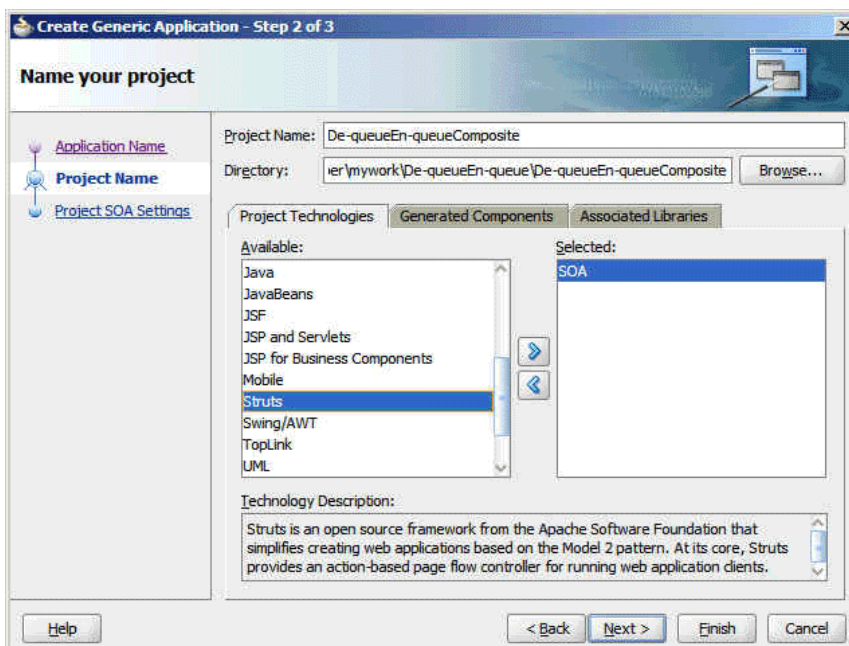 Create Generic Application - Step 2 of 3
Name your project
Application Name
Project Name
Project SOA Settings
Project Name: De-queueEn-queueComposite
Directory: er\mywork\De-queueEn-queue\De-queueEn-queueComposite Browse...
Project Technologies Generated Components Associated Libraries
Available: Selected:
Java SOA
JavaBeans
JSF
JSP and Servlets
JSP for Business Components
Mobile
Struts
Swing/AWT
TopLink
UML
Technology Description:
Struts is an open source framework from the Apache Software Foundation that
simplifies creating web applications based on the Model 2 pattern. At its core, Struts
provides an action-based page flow controller for running web application clients.
Help < Back Next > Finish Cancel